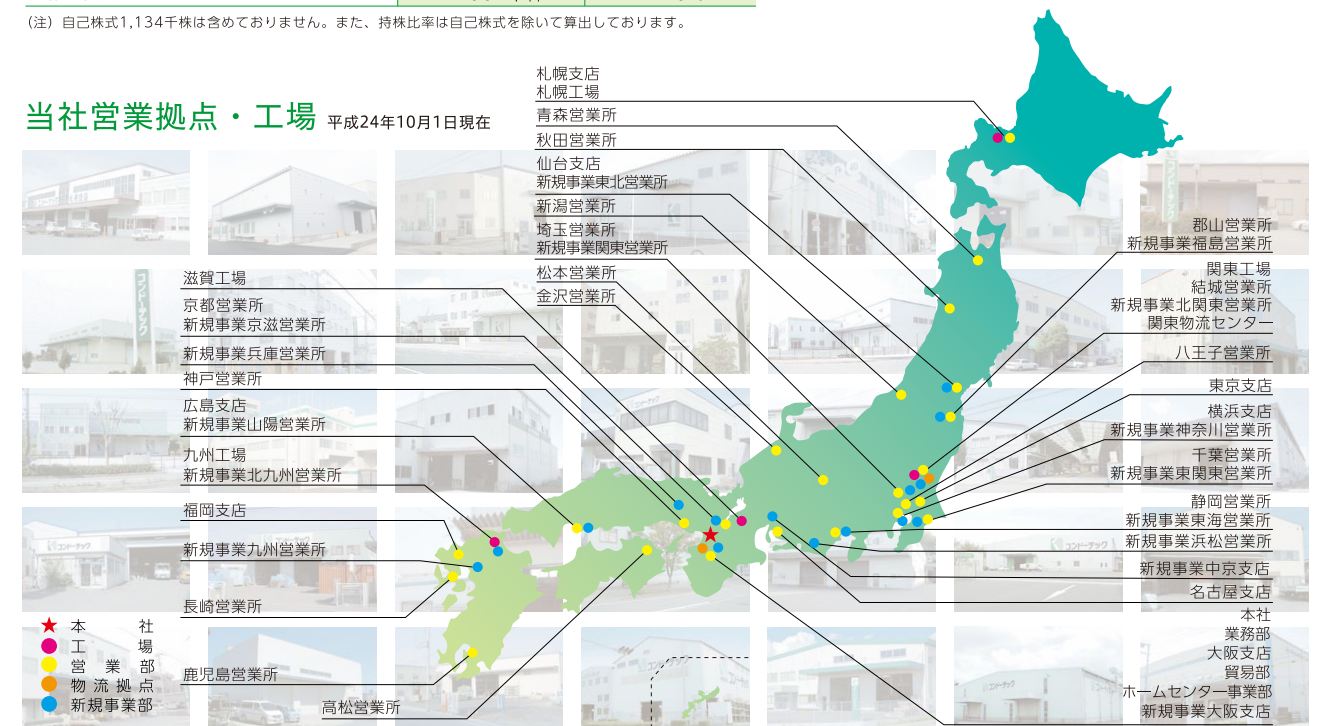 （注）自己株式1,134千株は含めておりません。また、持株比率は自己株式を除いて算出しております。
当社営業拠点・工場 平成24年10月1日現在
札幌支店
札幌工場
青森営業所
秋田営業所
仙台支店
新規事業東北営業所
新潟営業所
埼玉営業所
新規事業関東営業所
松本営業所
金沢営業所
滋賀工場
京都営業所
新規事業京滋営業所
新規事業兵庫営業所
神戸営業所
広島支店
新規事業山陽営業所
九州工場
新規事業北九州営業所
福岡支店
新規事業九州営業所
長崎営業所
鹿児島営業所
高松営業所
郡山営業所
新規事業福島営業所
関東工場
結城営業所
新規事業北関東営業所
関東物流センター
八王子営業所
東京支店
横浜支店
新規事業神奈川営業所
千葉営業所
新規事業東関東営業所
静岡営業所
新規事業東海営業所
新規事業浜松営業所
新規事業中京支店
名古屋支店
本社
業務部
大阪支店
貿易部
ホームセンター事業部
新規事業大阪支店
本社
工場
営業部
物流拠点
新規事業部
コンドーテック